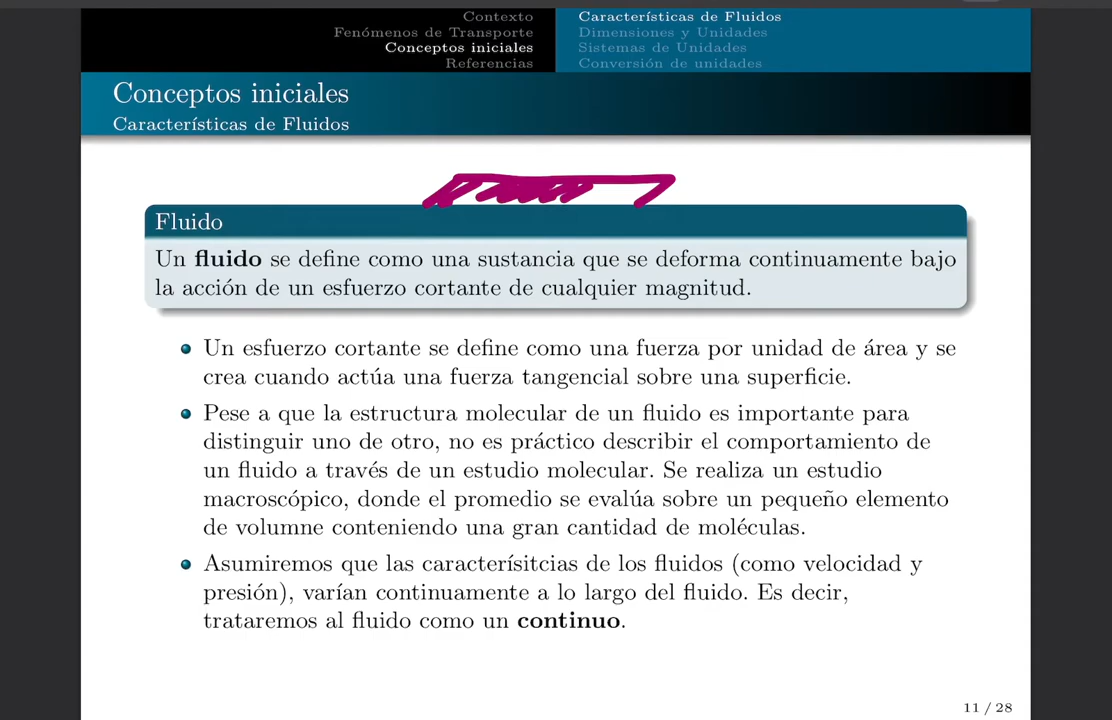 Contexto
Fenómenos de Transporte
Conceptos iniciales
Referencias
Características de Fluidos
Dimensiones y Unidades
Sistemas de Unidades
Conversión de unidades
Conceptos iniciales
Características de Fluidos
Fluido
Un fluido se define como una sustancia que se deforma continuamente bajo
la acción de un esfuerzo cortante de cualquier magnitud.
Un esfuerzo cortante se define como una fuerza por unidad de área y se
crea cuando actúa una fuerza tangencial sobre una superficie.
Pese a que la estructura molecular de un fluido es importante para
distinguir uno de otro, no es práctico describir el comportamiento de
un fluido a través de un estudio molecular. Se realiza un estudio
macroscópico, donde el promedio se evalúa sobre un pequeño elemento
de volumne conteniendo una gran cantidad de moléculas.
Asumiremos que las caracterísitcias de los fluidos (como velocidad y
presión), varían continuamente a lo largo del fluido. Es decir,
trataremos al fluido como un continuo.
11 / 28